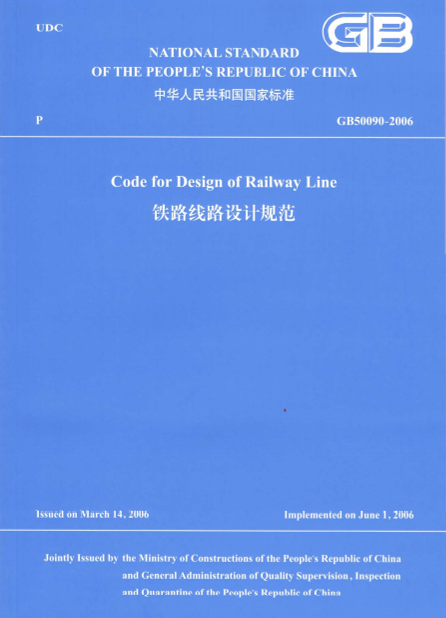 UDC
GB
NATIONAL STANDARD
OF THE PEOPLE'S REPUBLIC OF CHINA
中华人民共和国国家标准
P
GB50090-2006
Code for Design of Railway Line
铁路线路设计规范
Issued on March 14, 2006
Implemented on June 1, 2006
Jointly Issued by the Ministry of Constructions of the People's Republic of China
and General Administration of Quality Supervision, Inspection
and Quarantine of the People's Republic of China